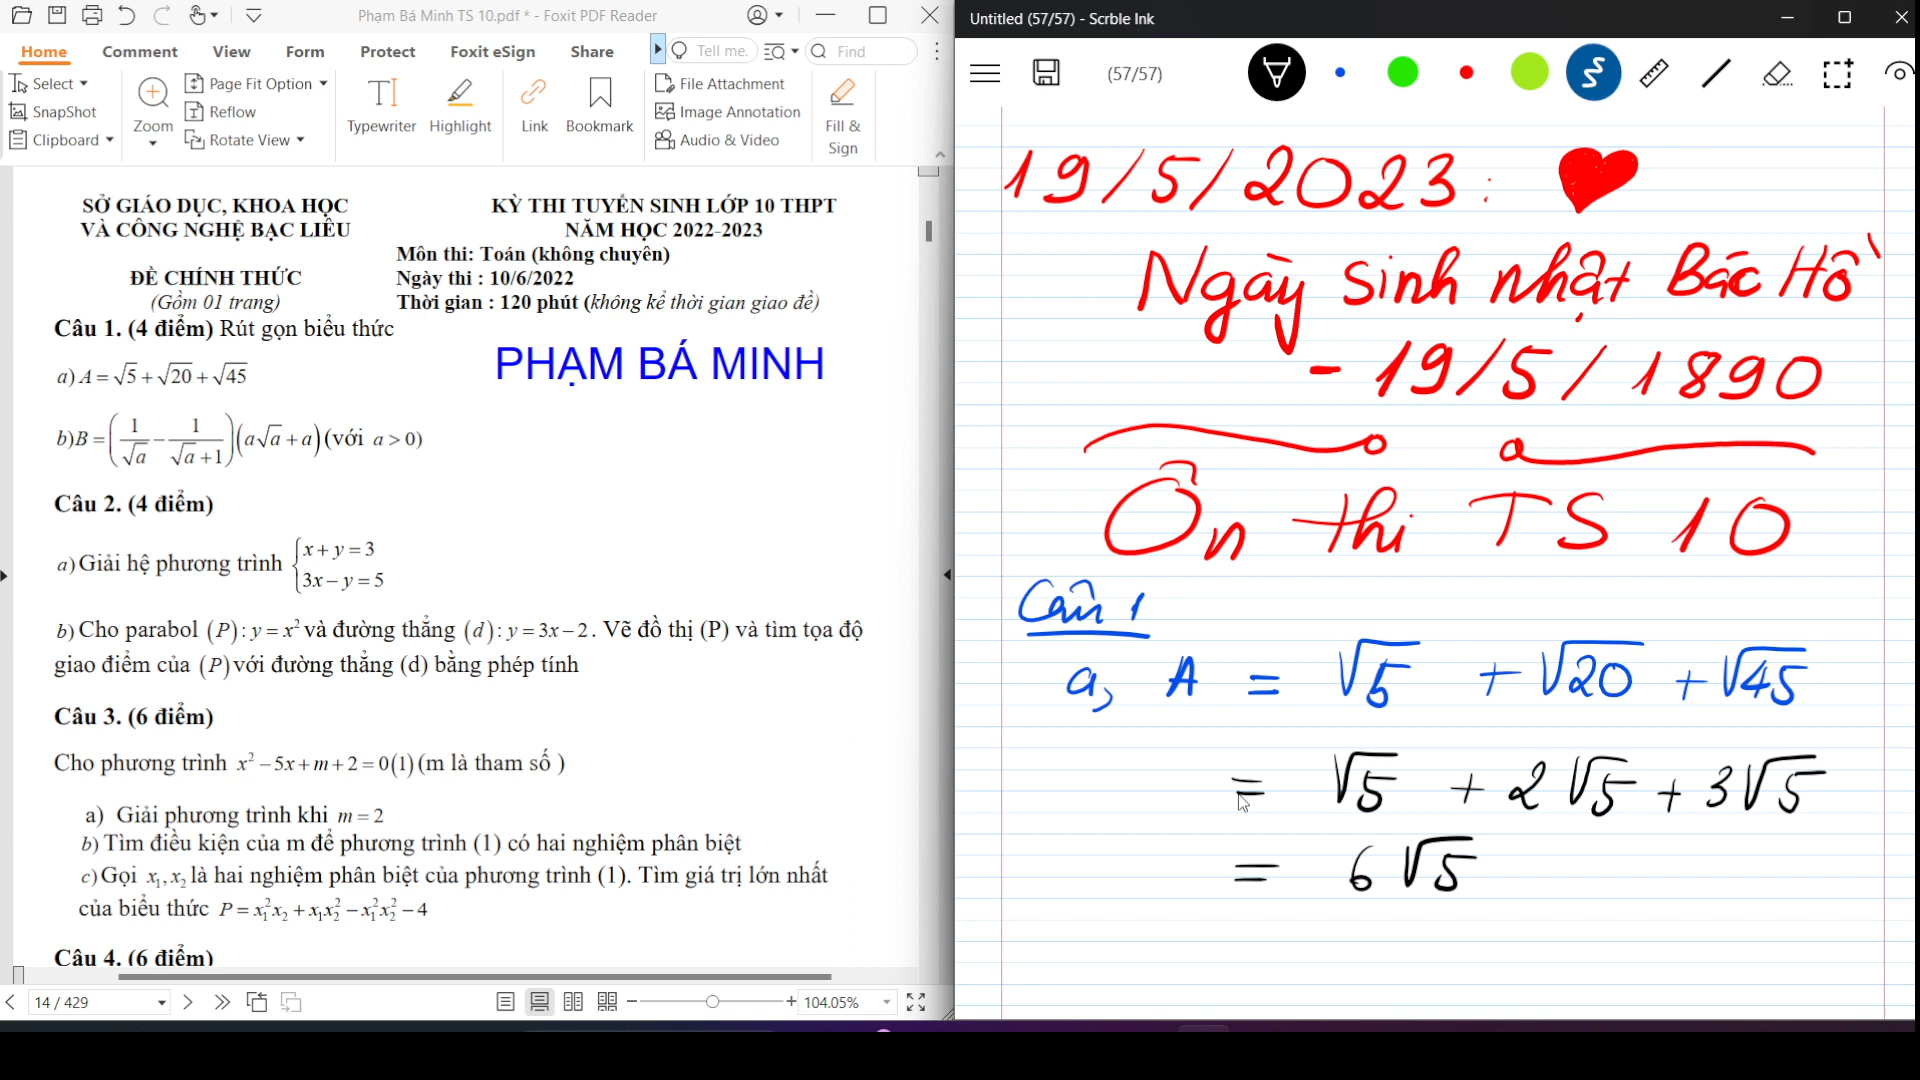 Phạm Bá Minh TS 10.pdf * - Foxit PDF Reader
Home Comment View Form Protect Foxit eSign Share Tell me. Find
Select
SnapShot
Clipboard
Zoom
Page Fit Option
Reflow
Rotate View
Typewriter
Highlight
Link
Bookmark
File Attachment
Image Annotation
Audio & Video
Fill &
Sign
SỞ GIÁO DỤC, KHOA HỌC
VÀ CÔNG NGHỆ BẠC LIÊU
ĐỀ CHÍNH THỨC
(Gồm 01 trang)
KỲ THI TUYỂN SINH LỚP 10 THPT
NĂM HỌC 2022-2023
Môn thi: Toán (không chuyên)
Ngày thi : 10/6/2022
Thời gian : 120 phút (không kể thời gian giao đề)
Câu 1. (4 điểm) Rút gọn biểu thức
PHẠM BÁ MINH
a) A = √5 + √20 + √45
b) B = (1/√a − 1/(√a + 1))(a√a + a) (với a > 0)
Câu 2. (4 điểm)
a) Giải hệ phương trình { x + y = 3
3x − y = 5
b) Cho parabol (P): y = x² và đường thẳng (d): y = 3x − 2. Vẽ đồ thị (P) và tìm tọa độ
giao điểm của (P) với đường thẳng (d) bằng phép tính
Câu 3. (6 điểm)
Cho phương trình x² − 5x + m + 2 = 0 (1) (m là tham số )
a) Giải phương trình khi m = 2
b) Tìm điều kiện của m để phương trình (1) có hai nghiệm phân biệt
c) Gọi x₁, x₂ là hai nghiệm phân biệt của phương trình (1). Tìm giá trị lớn nhất
của biểu thức P = x₁²x₂ + x₁x₂² − x₁²x₂² − 4
Câu 4. (6 điểm)
14 / 429
104.05%
Untitled (57/57) - Scrble Ink
(57/57)
19/5/2023:
Ngày sinh nhật Bác Hồ
- 19/5/1890
Ôn thi TS 10
Câu 1
a, A = √5 + √20 + √45
= √5 + 2√5 + 3√5
= 6√5